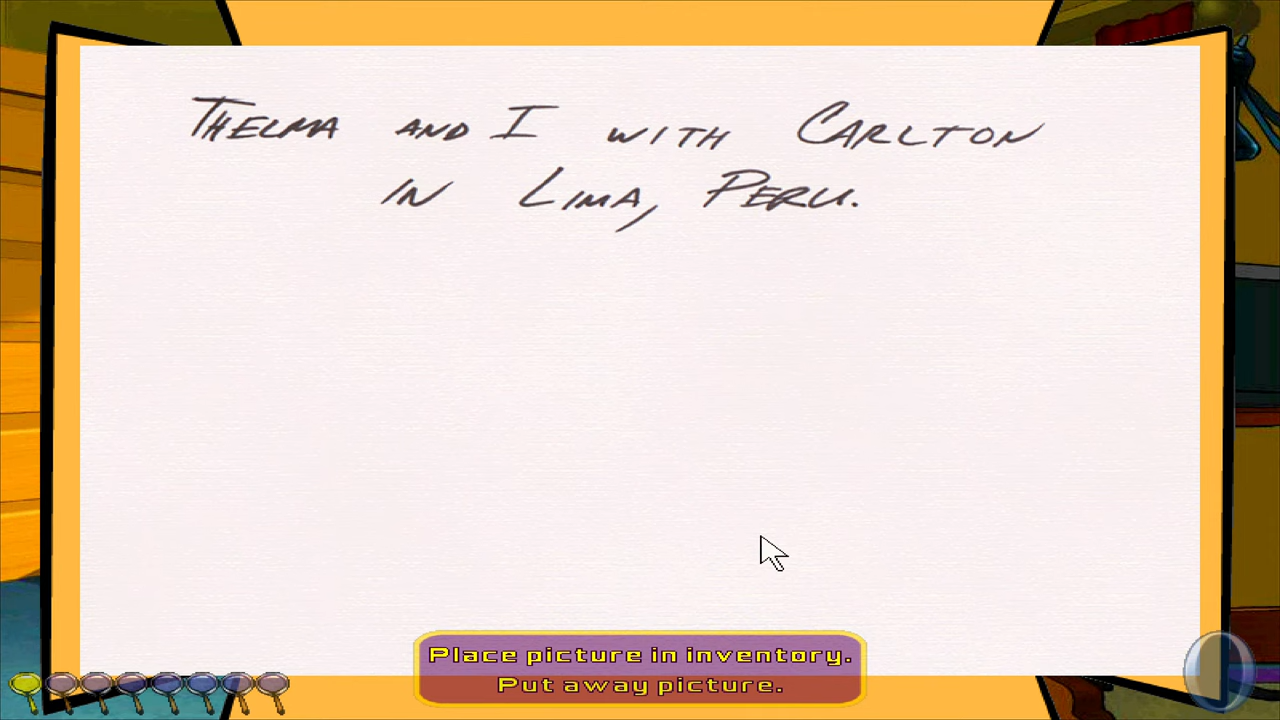 THELMA AND I WITH CARLTON
IN LIMA, PERU.
Place picture in inventory.
Put away picture.